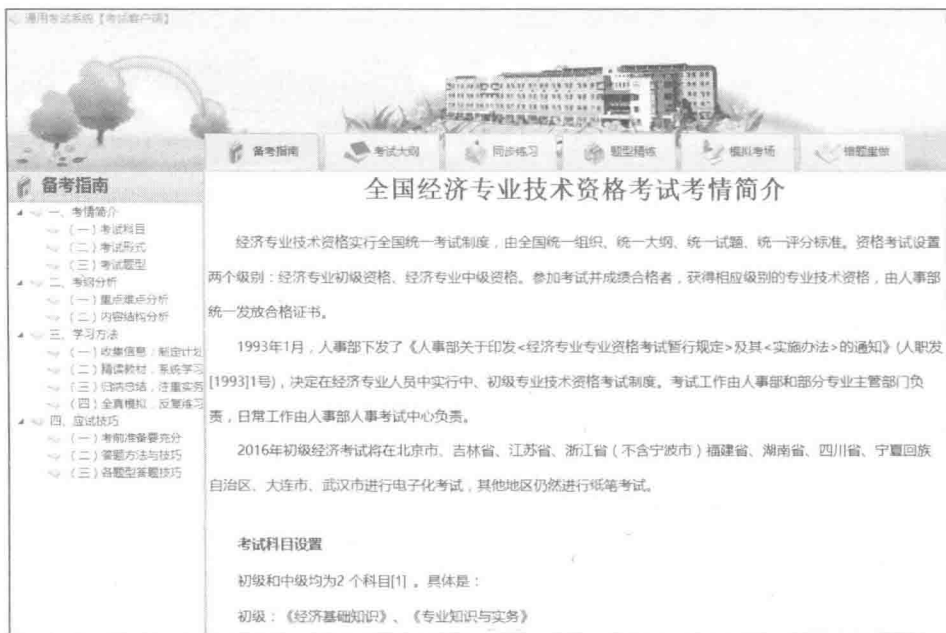 通用考试系统【考试客户端】
备考指南
考试大纲
同步练习
题型精练
模拟考场
错题重做
备考指南
一、考情简介
（一）考试科目
（二）考试形式
（三）考试题型
二、考纲分析
（一）重点难点分析
（二）内容结构分析
三、学习方法
（一）收集信息，制定计划
（二）精读教材，系统学习
（三）归纳总结，注重实务
（四）全真模拟，反复练习
四、应试技巧
（一）考前准备要充分
（二）答题方法与技巧
（三）各题型答题技巧
全国经济专业技术资格考试考情简介
经济专业技术资格实行全国统一考试制度，由全国统一组织、统一大纲、统一试题、统一评分标准。资格考试设置
两个级别：经济专业初级资格、经济专业中级资格。参加考试并成绩合格者，获得相应级别的专业技术资格，由人事部
统一发放合格证书。
1993年1月，人事部下发了《人事部关于印发<经济专业专业资格考试暂行规定>及其<实施办法>的通知》(人职发
[1993]1号)，决定在经济专业人员中实行中、初级专业技术资格考试制度。考试工作由人事部和部分专业主管部门负
责，日常工作由人事部人事考试中心负责。
2016年初级经济考试将在北京市、吉林省、江苏省、浙江省（不含宁波市）福建省、湖南省、四川省、宁夏回族
自治区、大连市、武汉市进行电子化考试，其他地区仍然进行纸笔考试。
考试科目设置
初级和中级均为2 个科目[1] 。具体是：
初级：《经济基础知识》、《专业知识与实务》